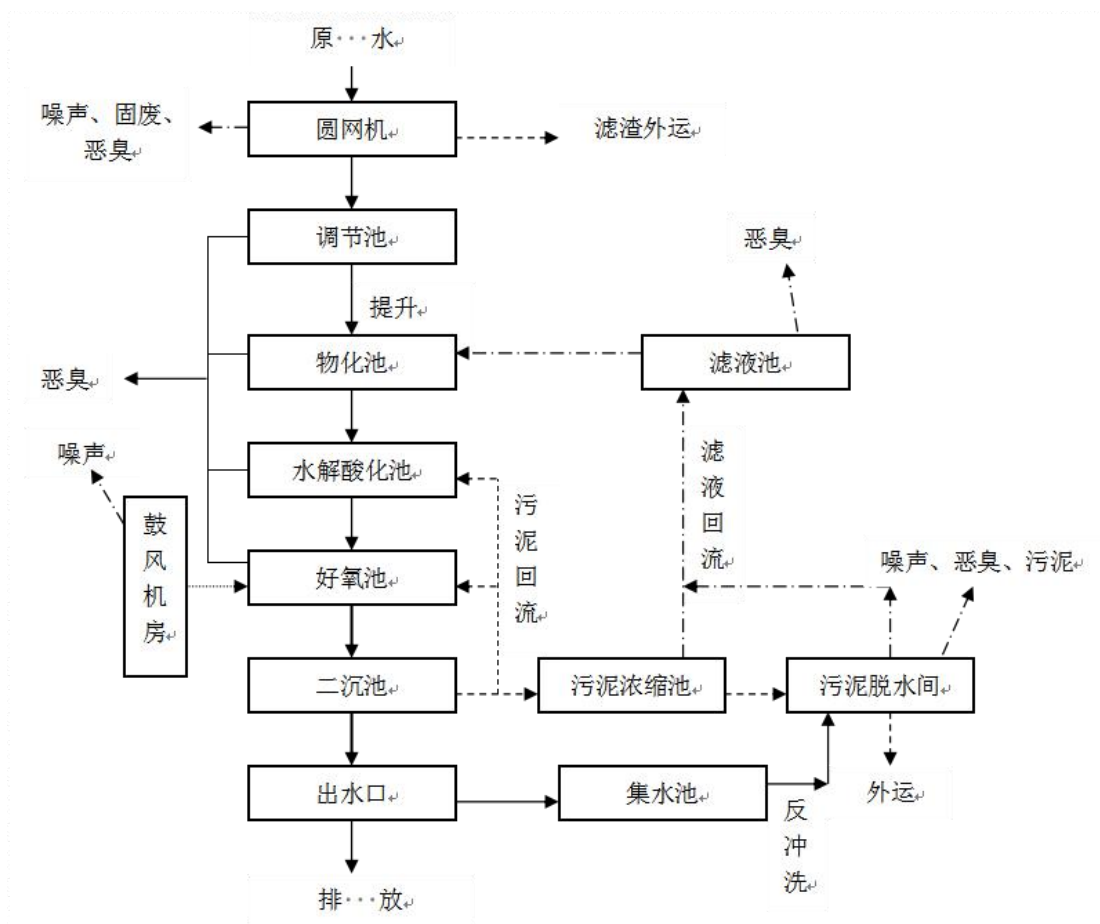 原···水
噪声、固废、
恶臭
圆网机
滤渣外运
调节池
恶臭
提升
物化池
滤液池
恶臭
噪声
水解酸化池
污泥回流
滤液回流
鼓风机房
好氧池
噪声、恶臭、污泥
二沉池
污泥浓缩池
污泥脱水间
出水口
集水池
反冲洗
外运
排···放